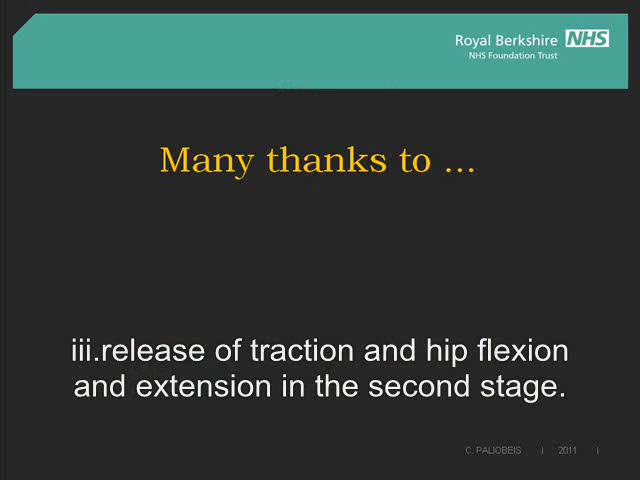 Royal Berkshire NHS
NHS Foundation Trust
Many thanks to ...
iii.release of traction and hip flexion
and extension in the second stage.
C. PALIOBEIS | 2011 |